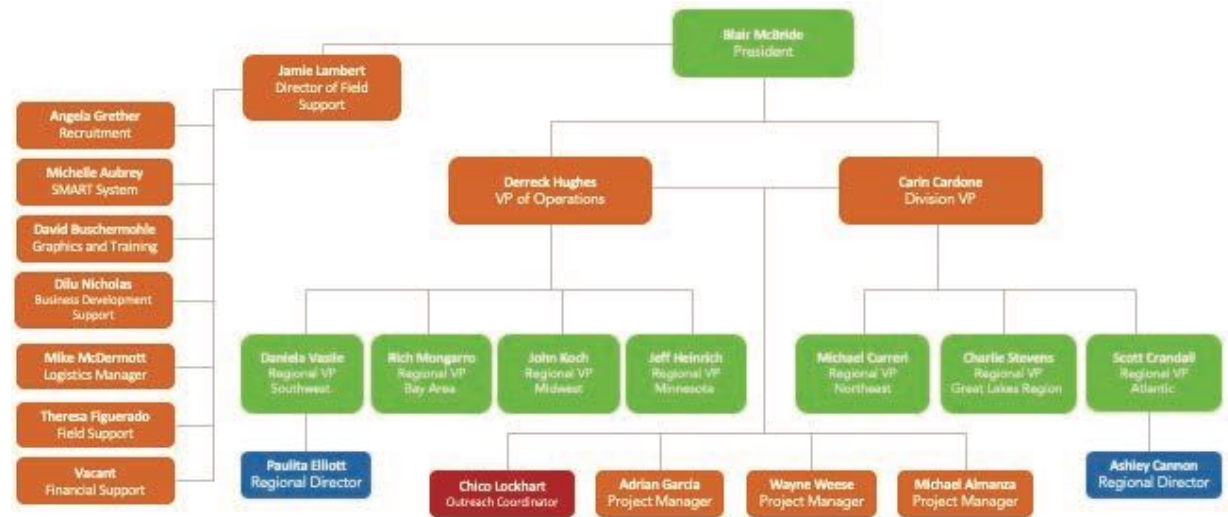 Blair McBride
President
Jamie Lambert
Director of Field
Support
Angela Grether
Recruitment
Michelle Aubrey
SMART System
David Buschermohle
Graphics and Training
Dilu Nicholas
Business Development
Support
Mike McDermott
Logistics Manager
Theresa Figuerado
Field Support
Vacant
Financial Support
Derreck Hughes
VP of Operations
Carin Cardone
Division VP
Daniela Vasile
Regional VP
Southwest
Rich Mongarro
Regional VP
Bay Area
John Koch
Regional VP
Midwest
Jeff Heinrich
Regional VP
Minnesota
Michael Curreri
Regional VP
Northeast
Charlie Stevens
Regional VP
Great Lakes Region
Scott Crandall
Regional VP
Atlantic
Paulita Elliott
Regional Director
Chico Lockhart
Outreach Coordinator
Adrian Garcia
Project Manager
Wayne Weese
Project Manager
Michael Almanza
Project Manager
Ashley Cannon
Regional Director